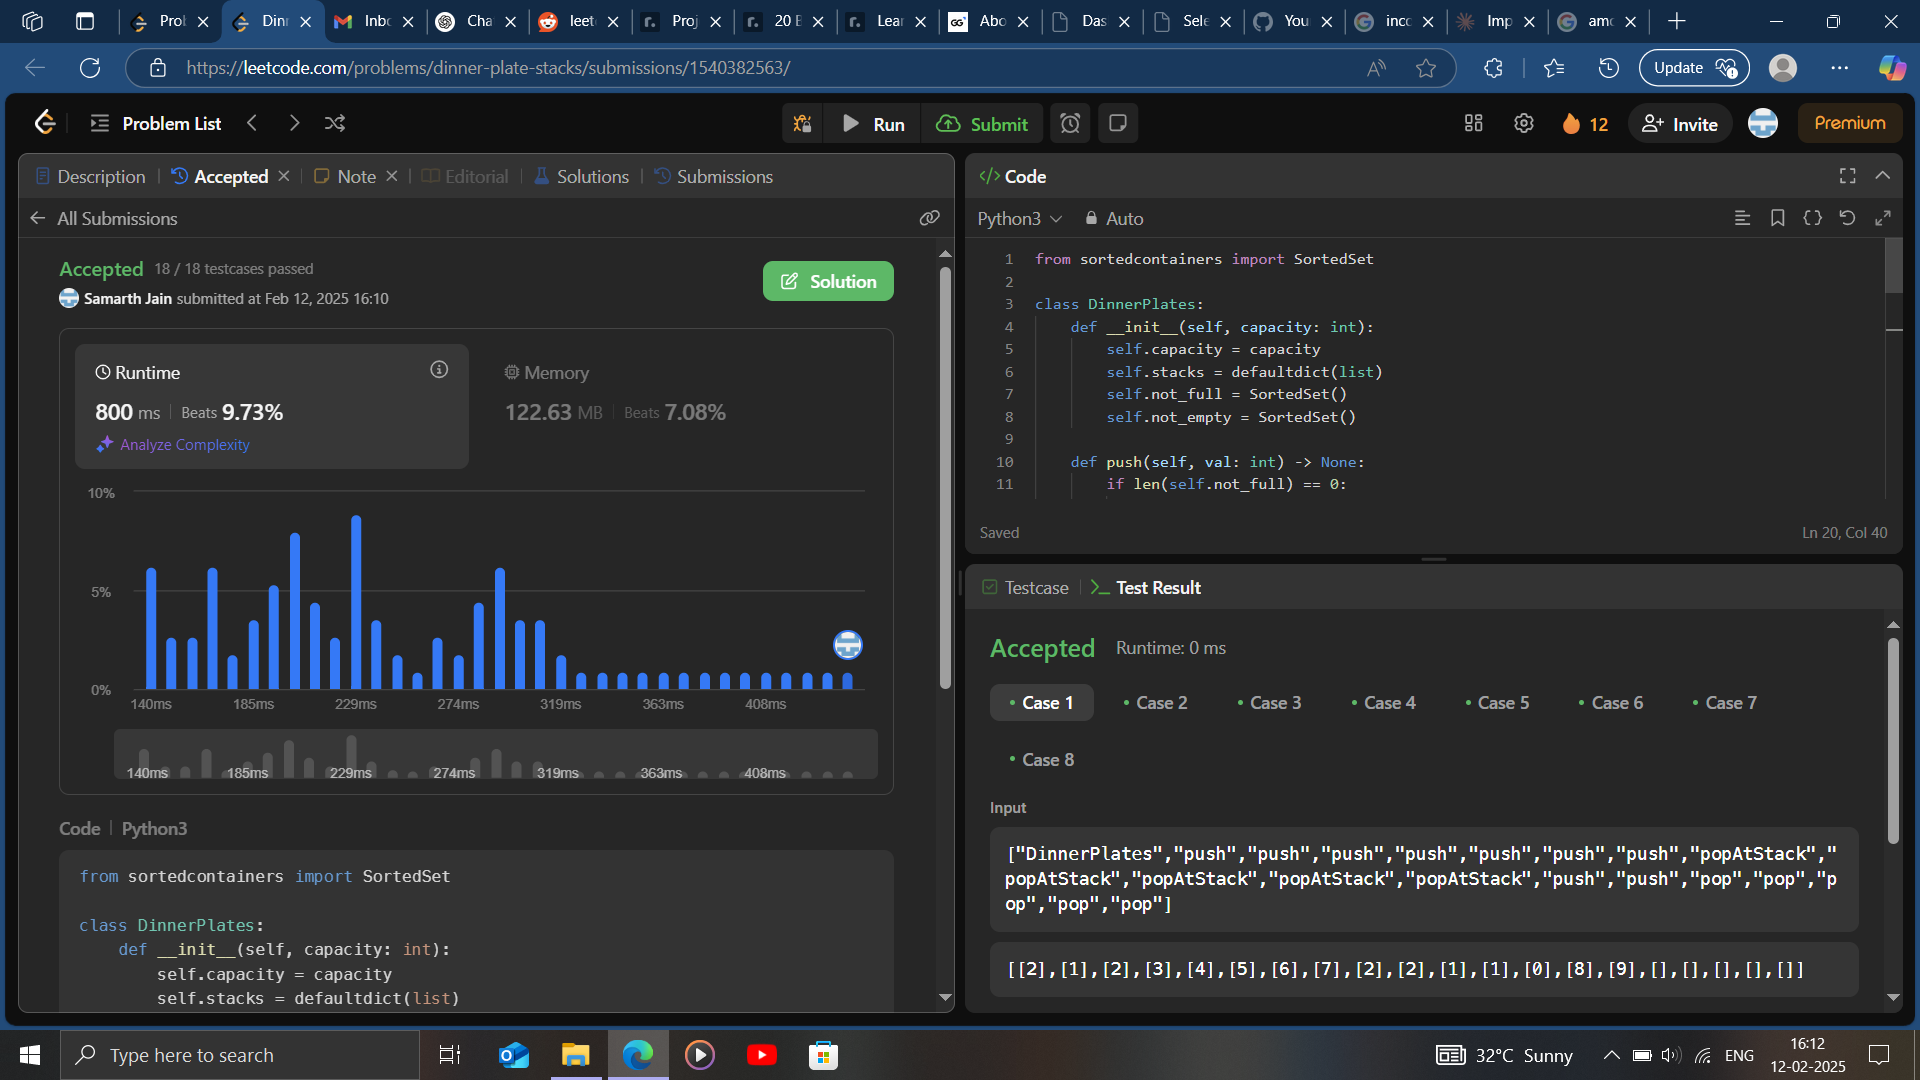 Prob
Dinn
Inbo
Cha
leet
Proj
20 B
Lear
GG
Abo
Das
Sele
You
inco
Imp
amo
https://leetcode.com/problems/dinner-plate-stacks/submissions/1540382563/
Update
Problem List
Run
Submit
12
Invite
Premium
Description
Accepted
Note
Editorial
Solutions
Submissions
All Submissions
Accepted 18 / 18 testcases passed
Samarth Jain submitted at Feb 12, 2025 16:10
Solution
Runtime
800 ms | Beats 9.73%
Analyze Complexity
Memory
122.63 MB | Beats 7.08%
10%
5%
0%
140ms 185ms 229ms 274ms 319ms 363ms 408ms
140ms 185ms 229ms 274ms 319ms 363ms 408ms
Code | Python3
from sortedcontainers import SortedSet
class DinnerPlates:
def __init__(self, capacity: int):
self.capacity = capacity
self.stacks = defaultdict(list)
</> Code
Python3
Auto
1 from sortedcontainers import SortedSet
2
3 class DinnerPlates:
4 def __init__(self, capacity: int):
5 self.capacity = capacity
6 self.stacks = defaultdict(list)
7 self.not_full = SortedSet()
8 self.not_empty = SortedSet()
9
10 def push(self, val: int) -> None:
11 if len(self.not_full) == 0:
Saved
Ln 20, Col 40
Testcase
>_ Test Result
Accepted Runtime: 0 ms
Case 1
Case 2
Case 3
Case 4
Case 5
Case 6
Case 7
Case 8
Input
["DinnerPlates","push","push","push","push","push","push","push","popAtStack","
popAtStack","popAtStack","popAtStack","popAtStack","push","push","pop","pop","p
op","pop","pop"]
[[2],[1],[2],[3],[4],[5],[6],[7],[2],[2],[1],[1],[0],[8],[9],[],[],[],[],[]]
Type here to search
32°C Sunny
ENG
16:12
12-02-2025